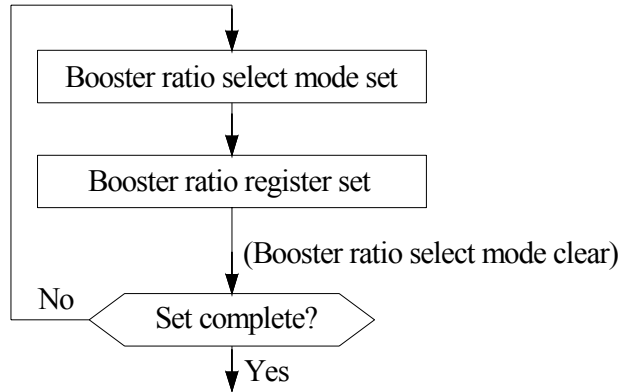 Booster ratio select mode set
Booster ratio register set
(Booster ratio select mode clear)
No
Set complete?
Yes